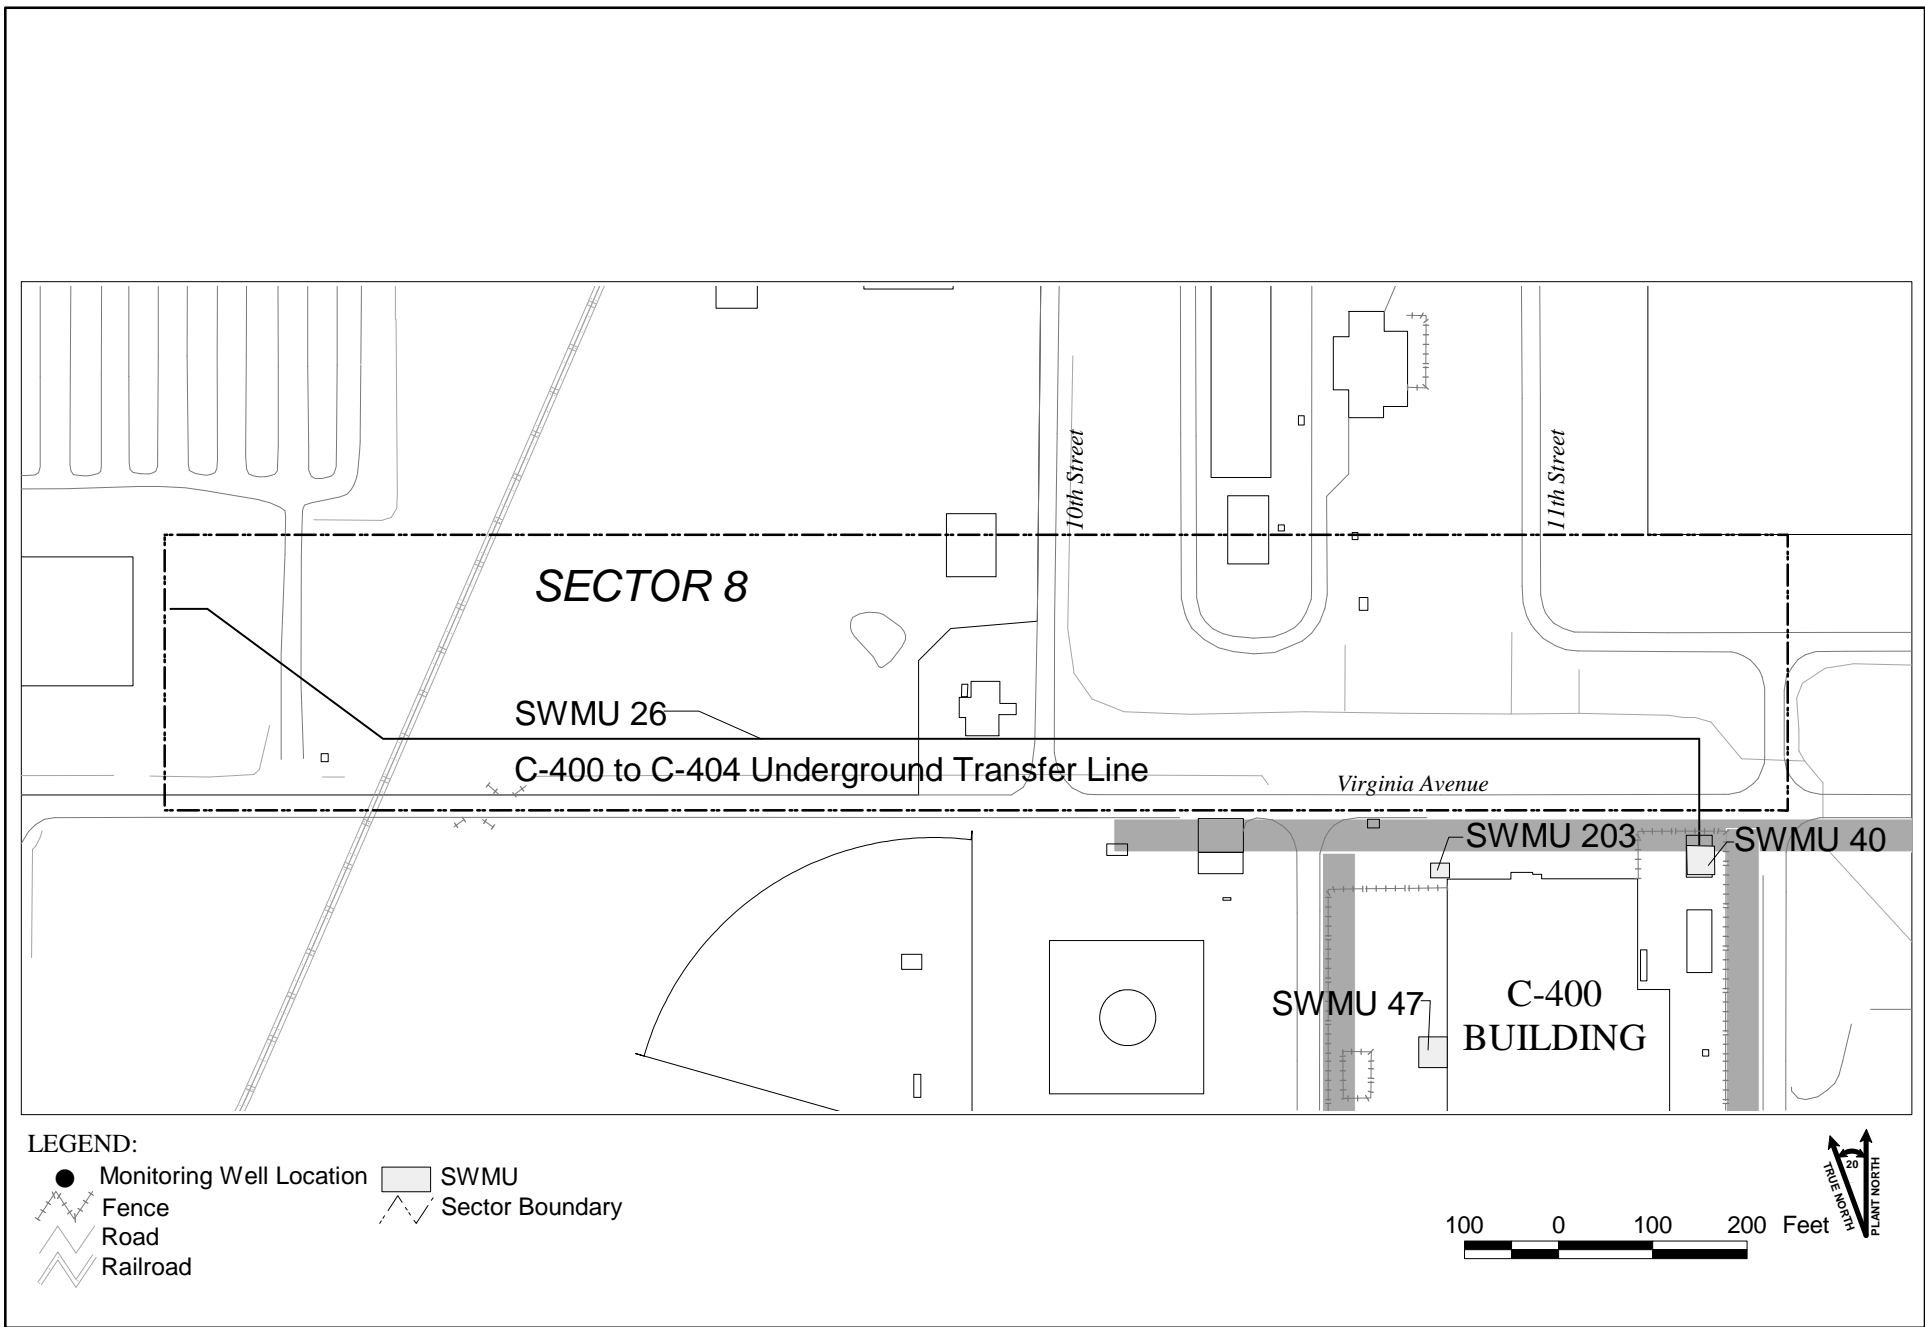 10th Street
11th Street
SECTOR 8
SWMU 26
C-400 to C-404 Underground Transfer Line
Virginia Avenue
SWMU 203
SWMU 40
SWMU 47
C-400
BUILDING
LEGEND:
Monitoring Well Location
SWMU
Fence
Sector Boundary
Road
Railroad
100 0 100 200 Feet
20
TRUE NORTH
PLANT NORTH